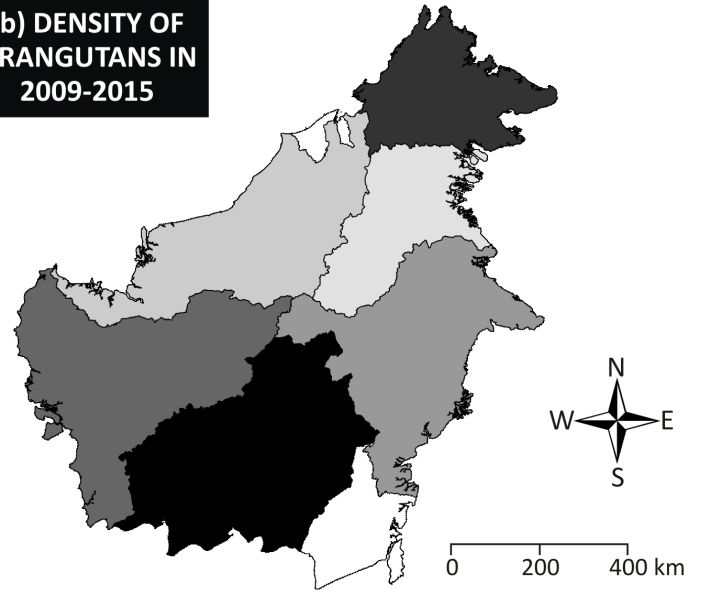 b) DENSITY OF
RANGUTANS IN
2009-2015
N
W E
S
0 200 400 km